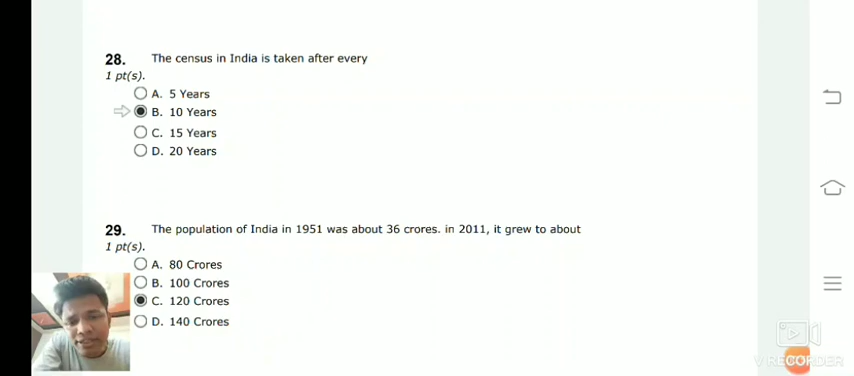 28. The census in India is taken after every
1 pt(s).
A. 5 Years
B. 10 Years
C. 15 Years
D. 20 Years
29. The population of India in 1951 was about 36 crores. in 2011, it grew to about
1 pt(s).
A. 80 Crores
B. 100 Crores
C. 120 Crores
D. 140 Crores
V RECORDER